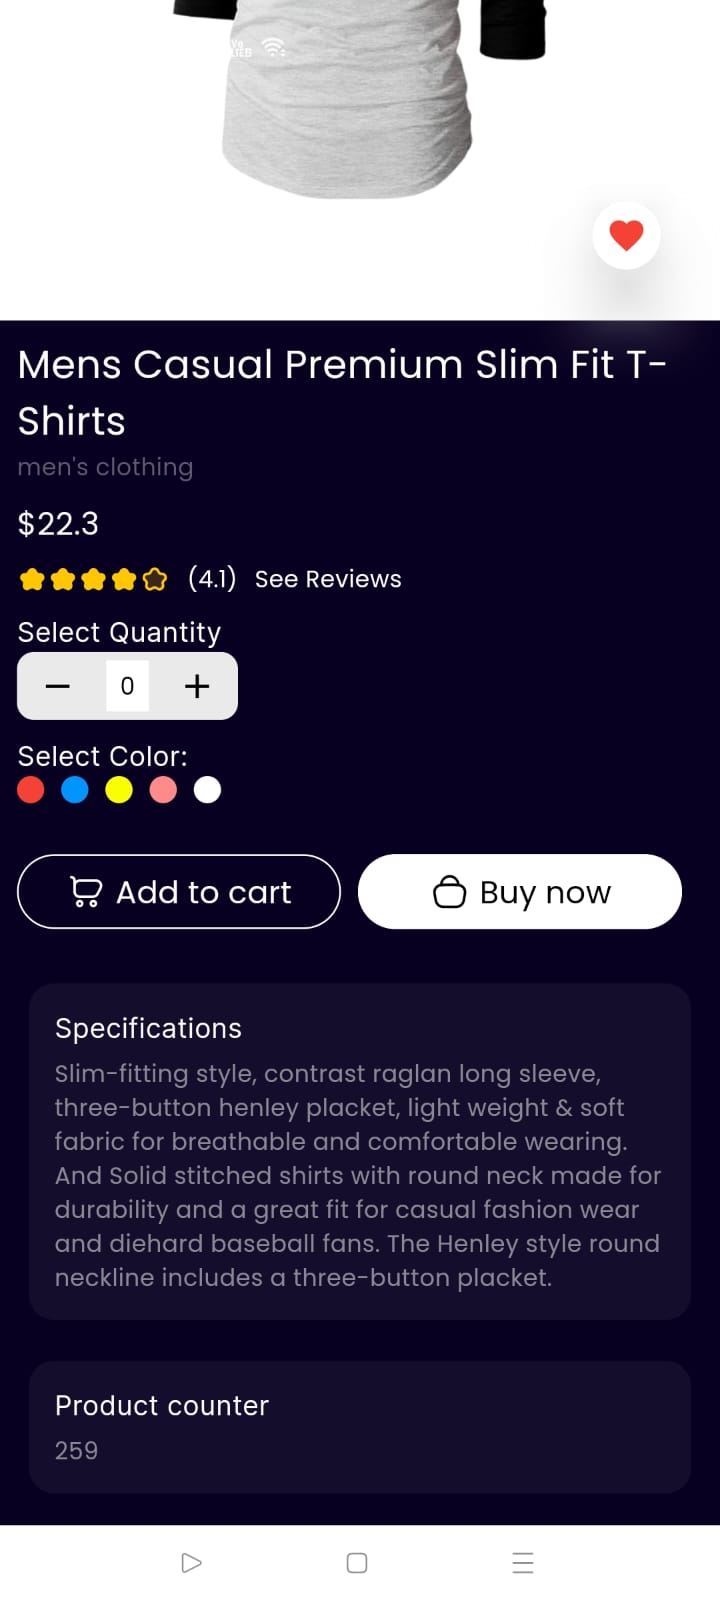 Mens Casual Premium Slim Fit T-
Shirts
men's clothing
$22.3
(4.1) See Reviews
Select Quantity
0
Select Color:
Add to cart
Buy now
Specifications
Slim-fitting style, contrast raglan long sleeve,
three-button henley placket, light weight & soft
fabric for breathable and comfortable wearing.
And Solid stitched shirts with round neck made for
durability and a great fit for casual fashion wear
and diehard baseball fans. The Henley style round
neckline includes a three-button placket.
Product counter
259